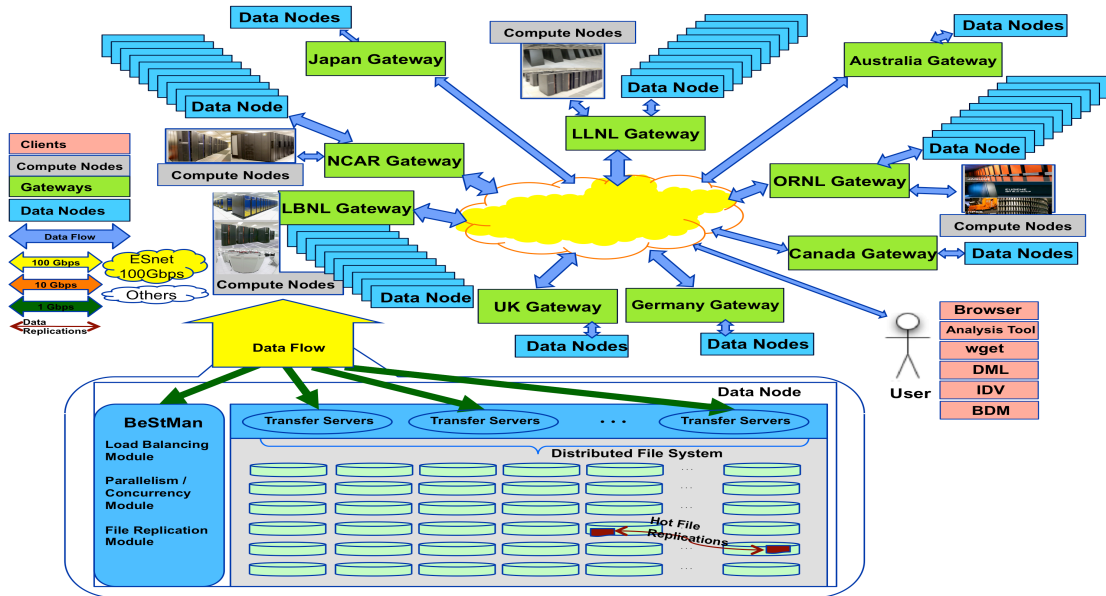 Data Nodes
Japan Gateway
Compute Nodes
Data Node
LLNL Gateway
Data Nodes
Australia Gateway
Data Node
NCAR Gateway
Compute Nodes
Data Node
ORNL Gateway
Compute Nodes
Clients
Compute Nodes
Gateways
Data Nodes
Data Flow
100 Gbps
10 Gbps
1 Gbps
Data
Replications
ESnet
100Gbps
Others
LBNL Gateway
Compute Nodes
Data Node
Canada Gateway
Data Nodes
UK Gateway
Data Nodes
Germany Gateway
Data Nodes
User
Browser
Analysis Tool
wget
DML
IDV
BDM
Data Flow
Data Node
BeStMan
Load Balancing
Module
Parallelism /
Concurrency
Module
File Replication
Module
Transfer Servers
Transfer Servers
. . .
Transfer Servers
Distributed File System
. . .
. . .
. . .
. . .
. . .
. . .
Hot File
Replications